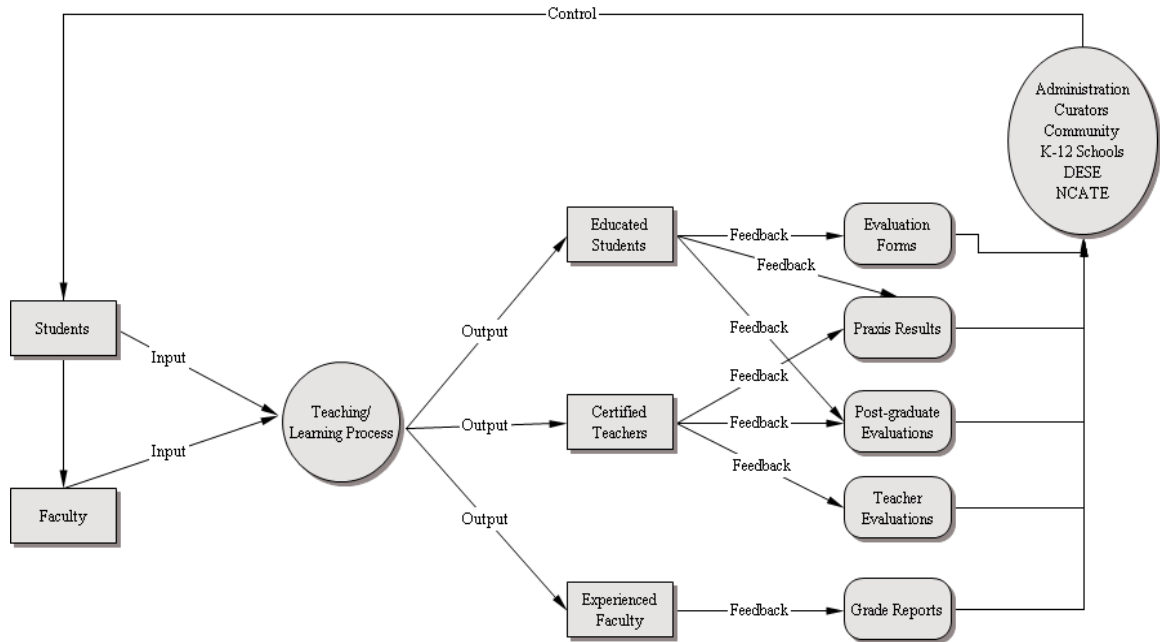 Control
Administration
Curators
Community
K-12 Schools
DESE
NCATE
Educated
Students
Feedback
Evaluation
Forms
Feedback
Students
Input
Output
Feedback
Praxis Results
Feedback
Teaching/
Learning Process
Output
Certified
Teachers
Feedback
Post-graduate
Evaluations
Input
Feedback
Faculty
Output
Teacher
Evaluations
Experienced
Faculty
Feedback
Grade Reports